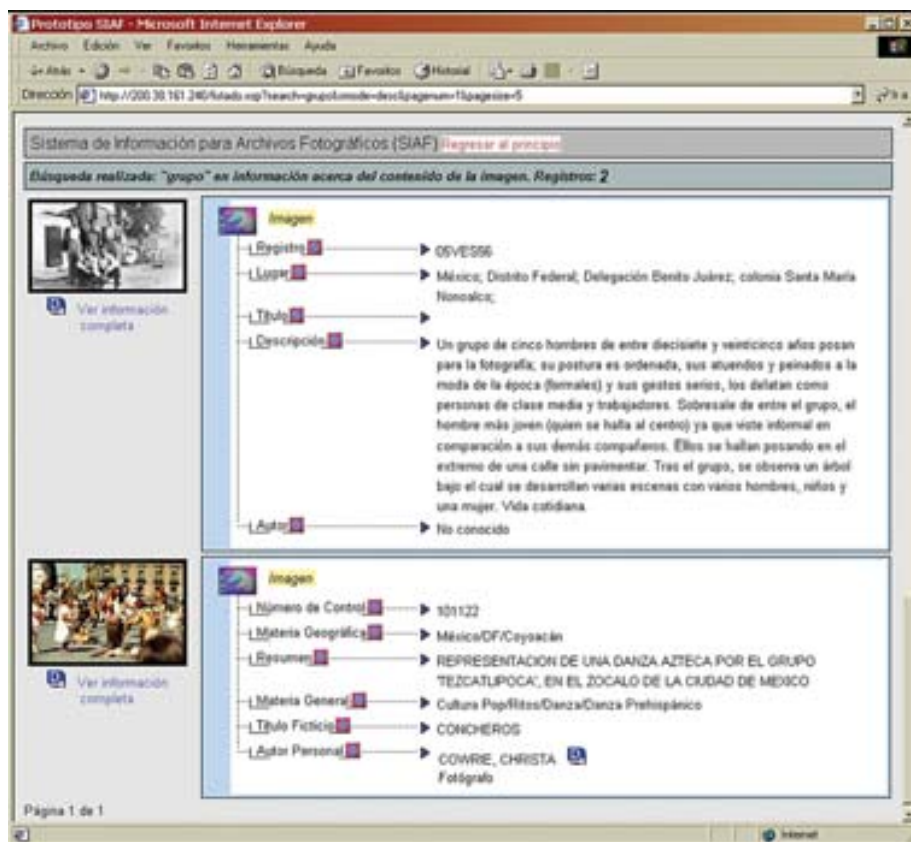 Prototipo SIAF - Microsoft Internet Explorer
Archivo Edición Ver Favoritos Herramientas Ayuda
Atrás Búsqueda Favoritos Historial
Dirección
Sistema de Información para Archivos Fotográficos (SIAF) Regresar al principio
Búsqueda realizada: "grupo" en información acerca del contenido de la imagen. Registros: 2
Imagen
Registro 05VES56
Lugar México; Distrito Federal; Delegación Benito Juárez; colonia Santa María
Nonoalco;
Título
Descripción Un grupo de cinco hombres de entre diecisiete y veinticinco años posan
para la fotografía; su postura es ordenada, sus atuendos y peinados a la
moda de la época (formales) y sus gestos serios, los delatan como
personas de clase media y trabajadores. Sobresale de entre el grupo, el
hombre más joven (quien se halla al centro) ya que viste informal en
comparación a sus demás compañeros. Ellos se hallan posando en el
extremo de una calle sin pavimentar. Tras el grupo, se observa un árbol
bajo el cual se desarrollan varias escenas con varios hombres, niños y
una mujer. Vida cotidiana.
Autor No conocido
Ver información
completa
Imagen
Número de Control 101122
Materia Geográfica México/DF/Coyoacán
Resumen REPRESENTACION DE UNA DANZA AZTECA POR EL GRUPO
'TEZCATLIPOCA', EN EL ZOCALO DE LA CIUDAD DE MEXICO
Materia General Cultura Pop/Ritos/Danza/Danza Prehispánico
Título Ficticio CONCHEROS
Autor Personal COWRIE, CHRISTA
Fotógrafo
Ver información
completa
Página 1 de 1
Internet